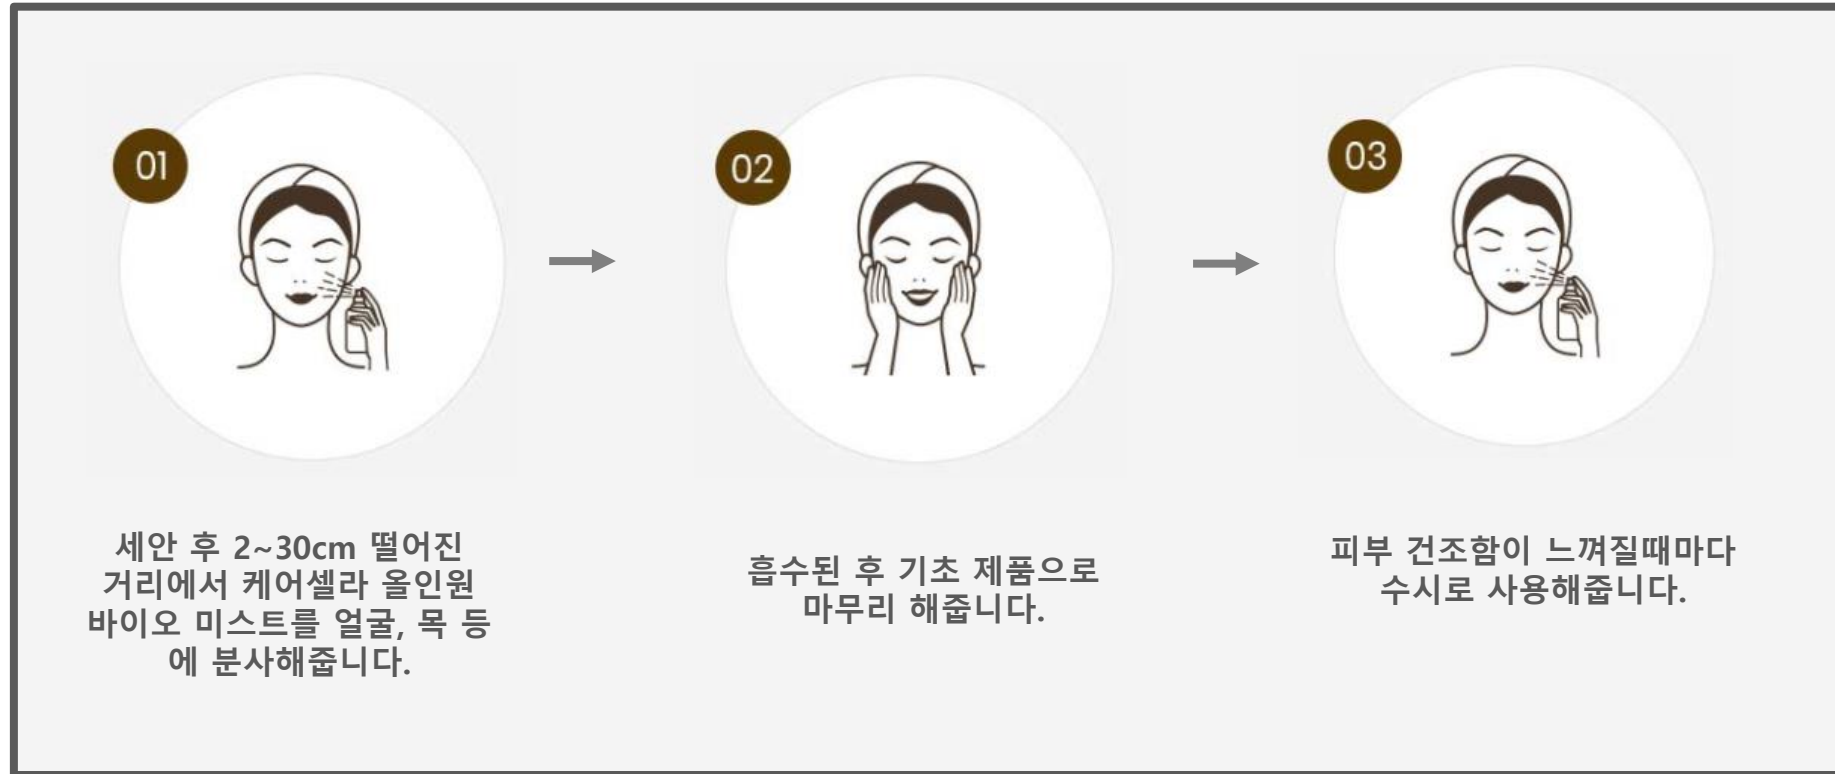 01
세안 후 2~30cm 떨어진
거리에서 케어셀라 올인원
바이오 미스트를 얼굴, 목 등
에 분사해줍니다.
02
흡수된 후 기초 제품으로
마무리 해줍니다.
03
피부 건조함이 느껴질때마다
수시로 사용해줍니다.